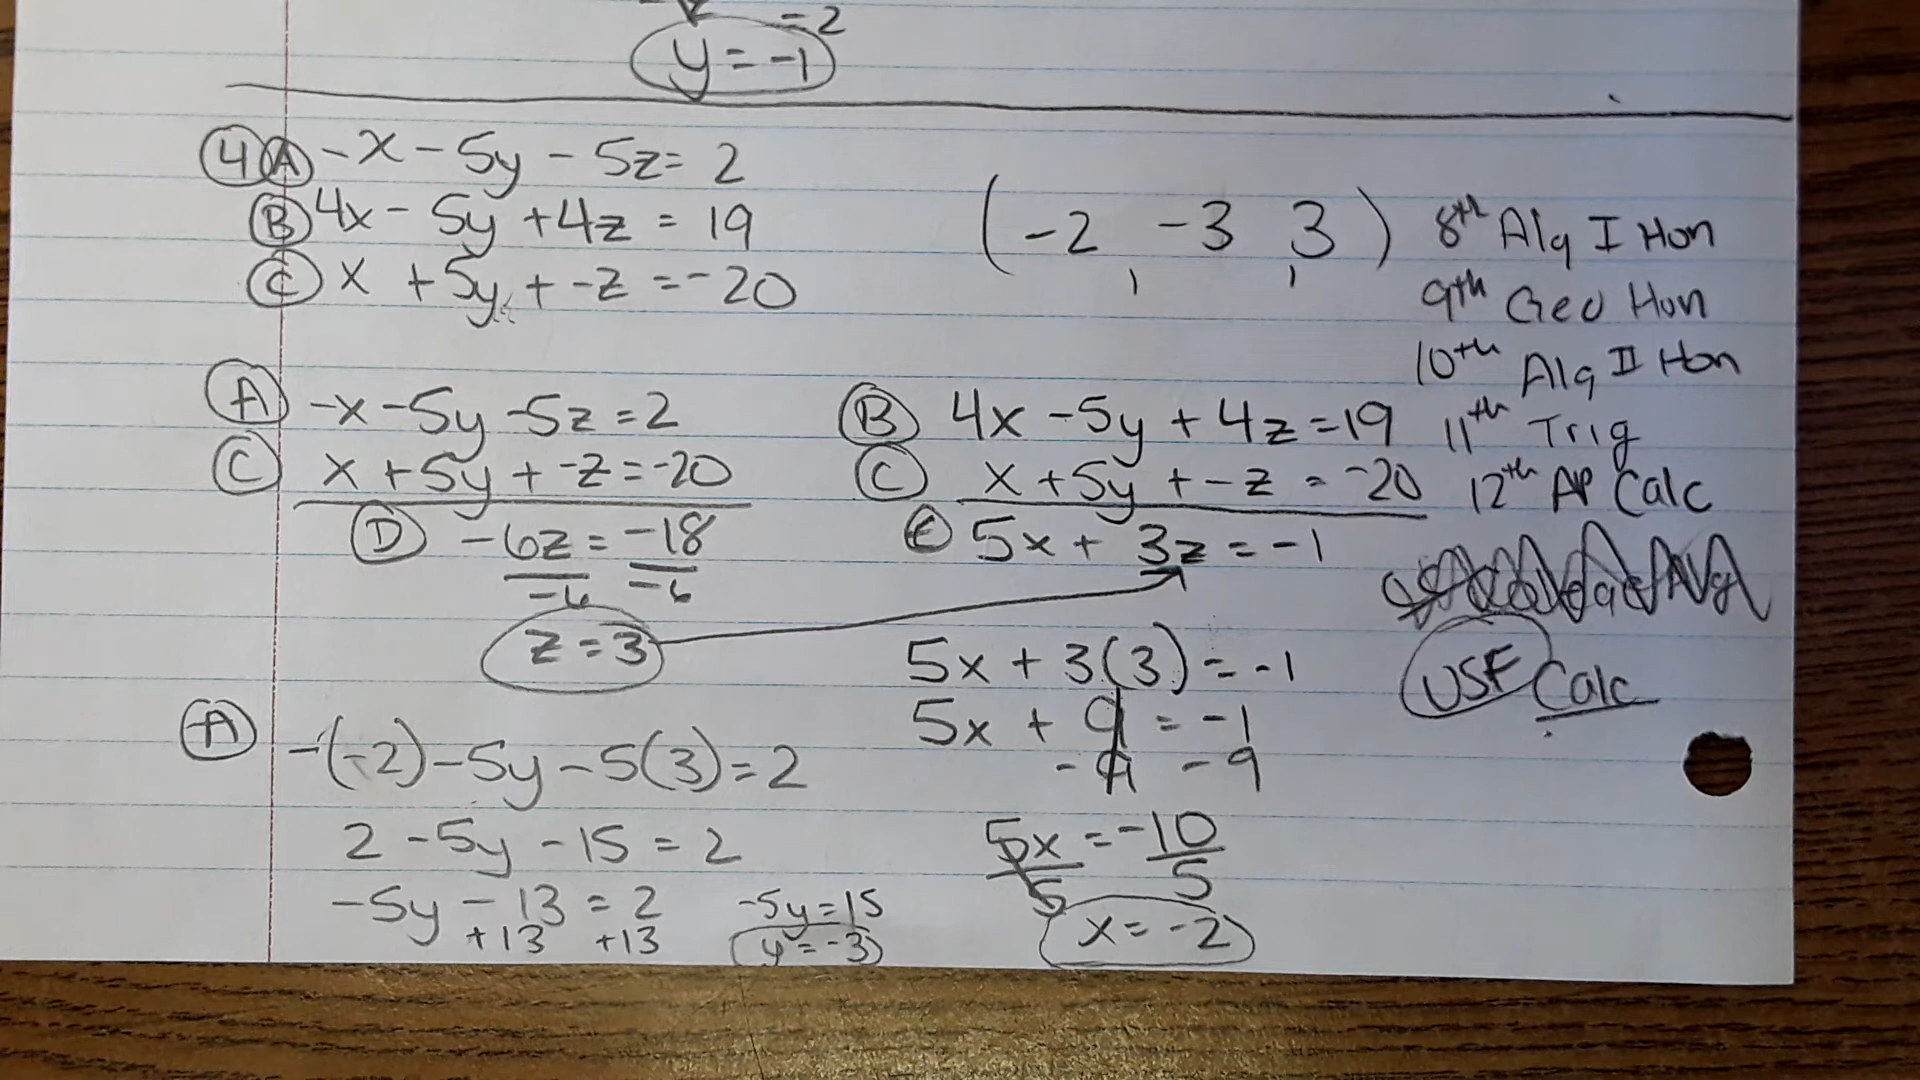 = 2
y = -1
4 A -x - 5y - 5z = 2
B 4x - 5y + 4z = 19
C x + 5y + -z = -20
(-2, -3, 3)
8th Alg I Hon
9th Geo Hon
10th Alg II Hon
11th Trig
12th AP Calc
USF Calc
A -x - 5y - 5z = 2
C x + 5y + -z = -20
D -6z = -18
-6 -6
z = 3
B 4x - 5y + 4z = 19
C x + 5y + -z = -20
E 5x + 3z = -1
5x + 3(3) = -1
5x + 9 = -1
-9 -9
5x = -10
5 5
x = -2
A -(-2) - 5y - 5(3) = 2
2 - 5y - 15 = 2
-5y - 13 = 2
+13 +13
-5y = 15
y = -3